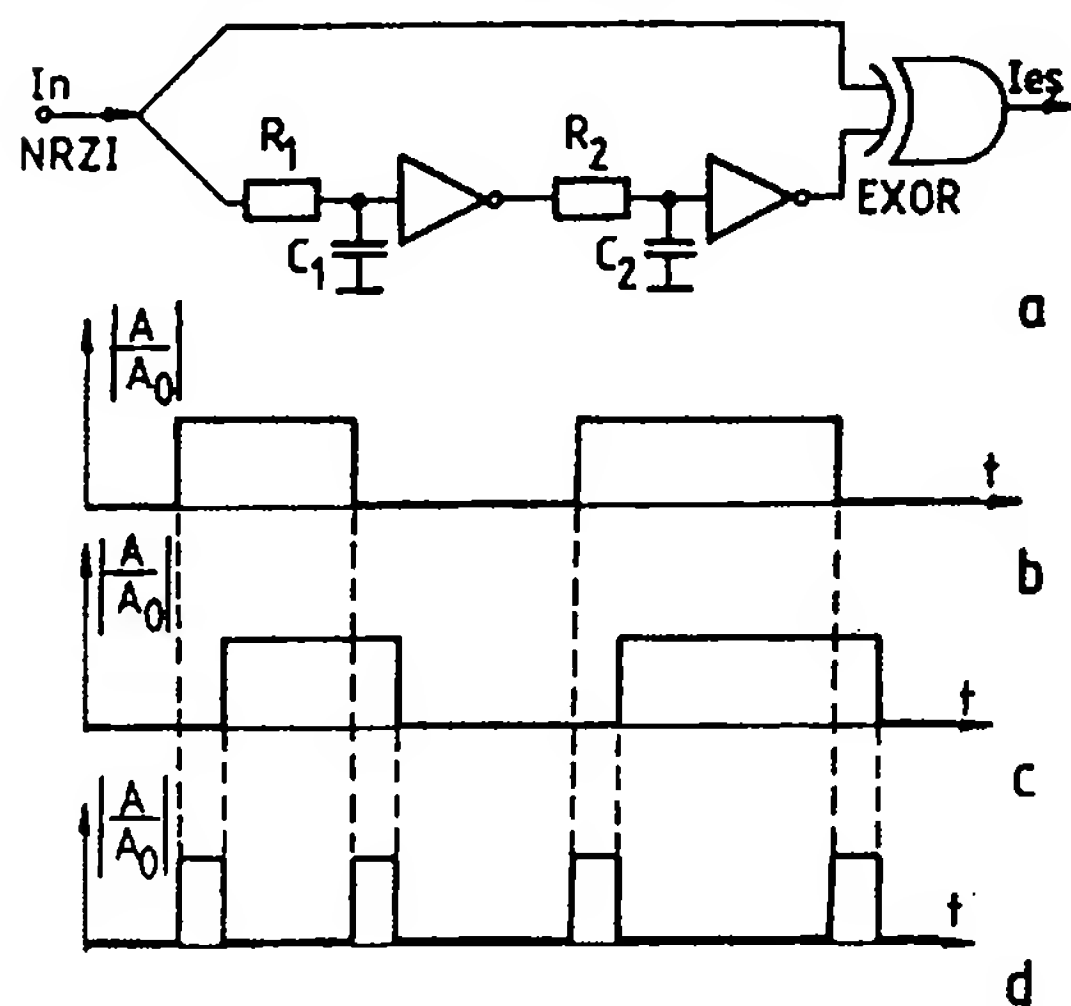 In
NRZI
R1
C1
R2
C2
EXOR
Ies
a
|A/A0|
t
b
|A/A0|
t
c
|A/A0|
t
d